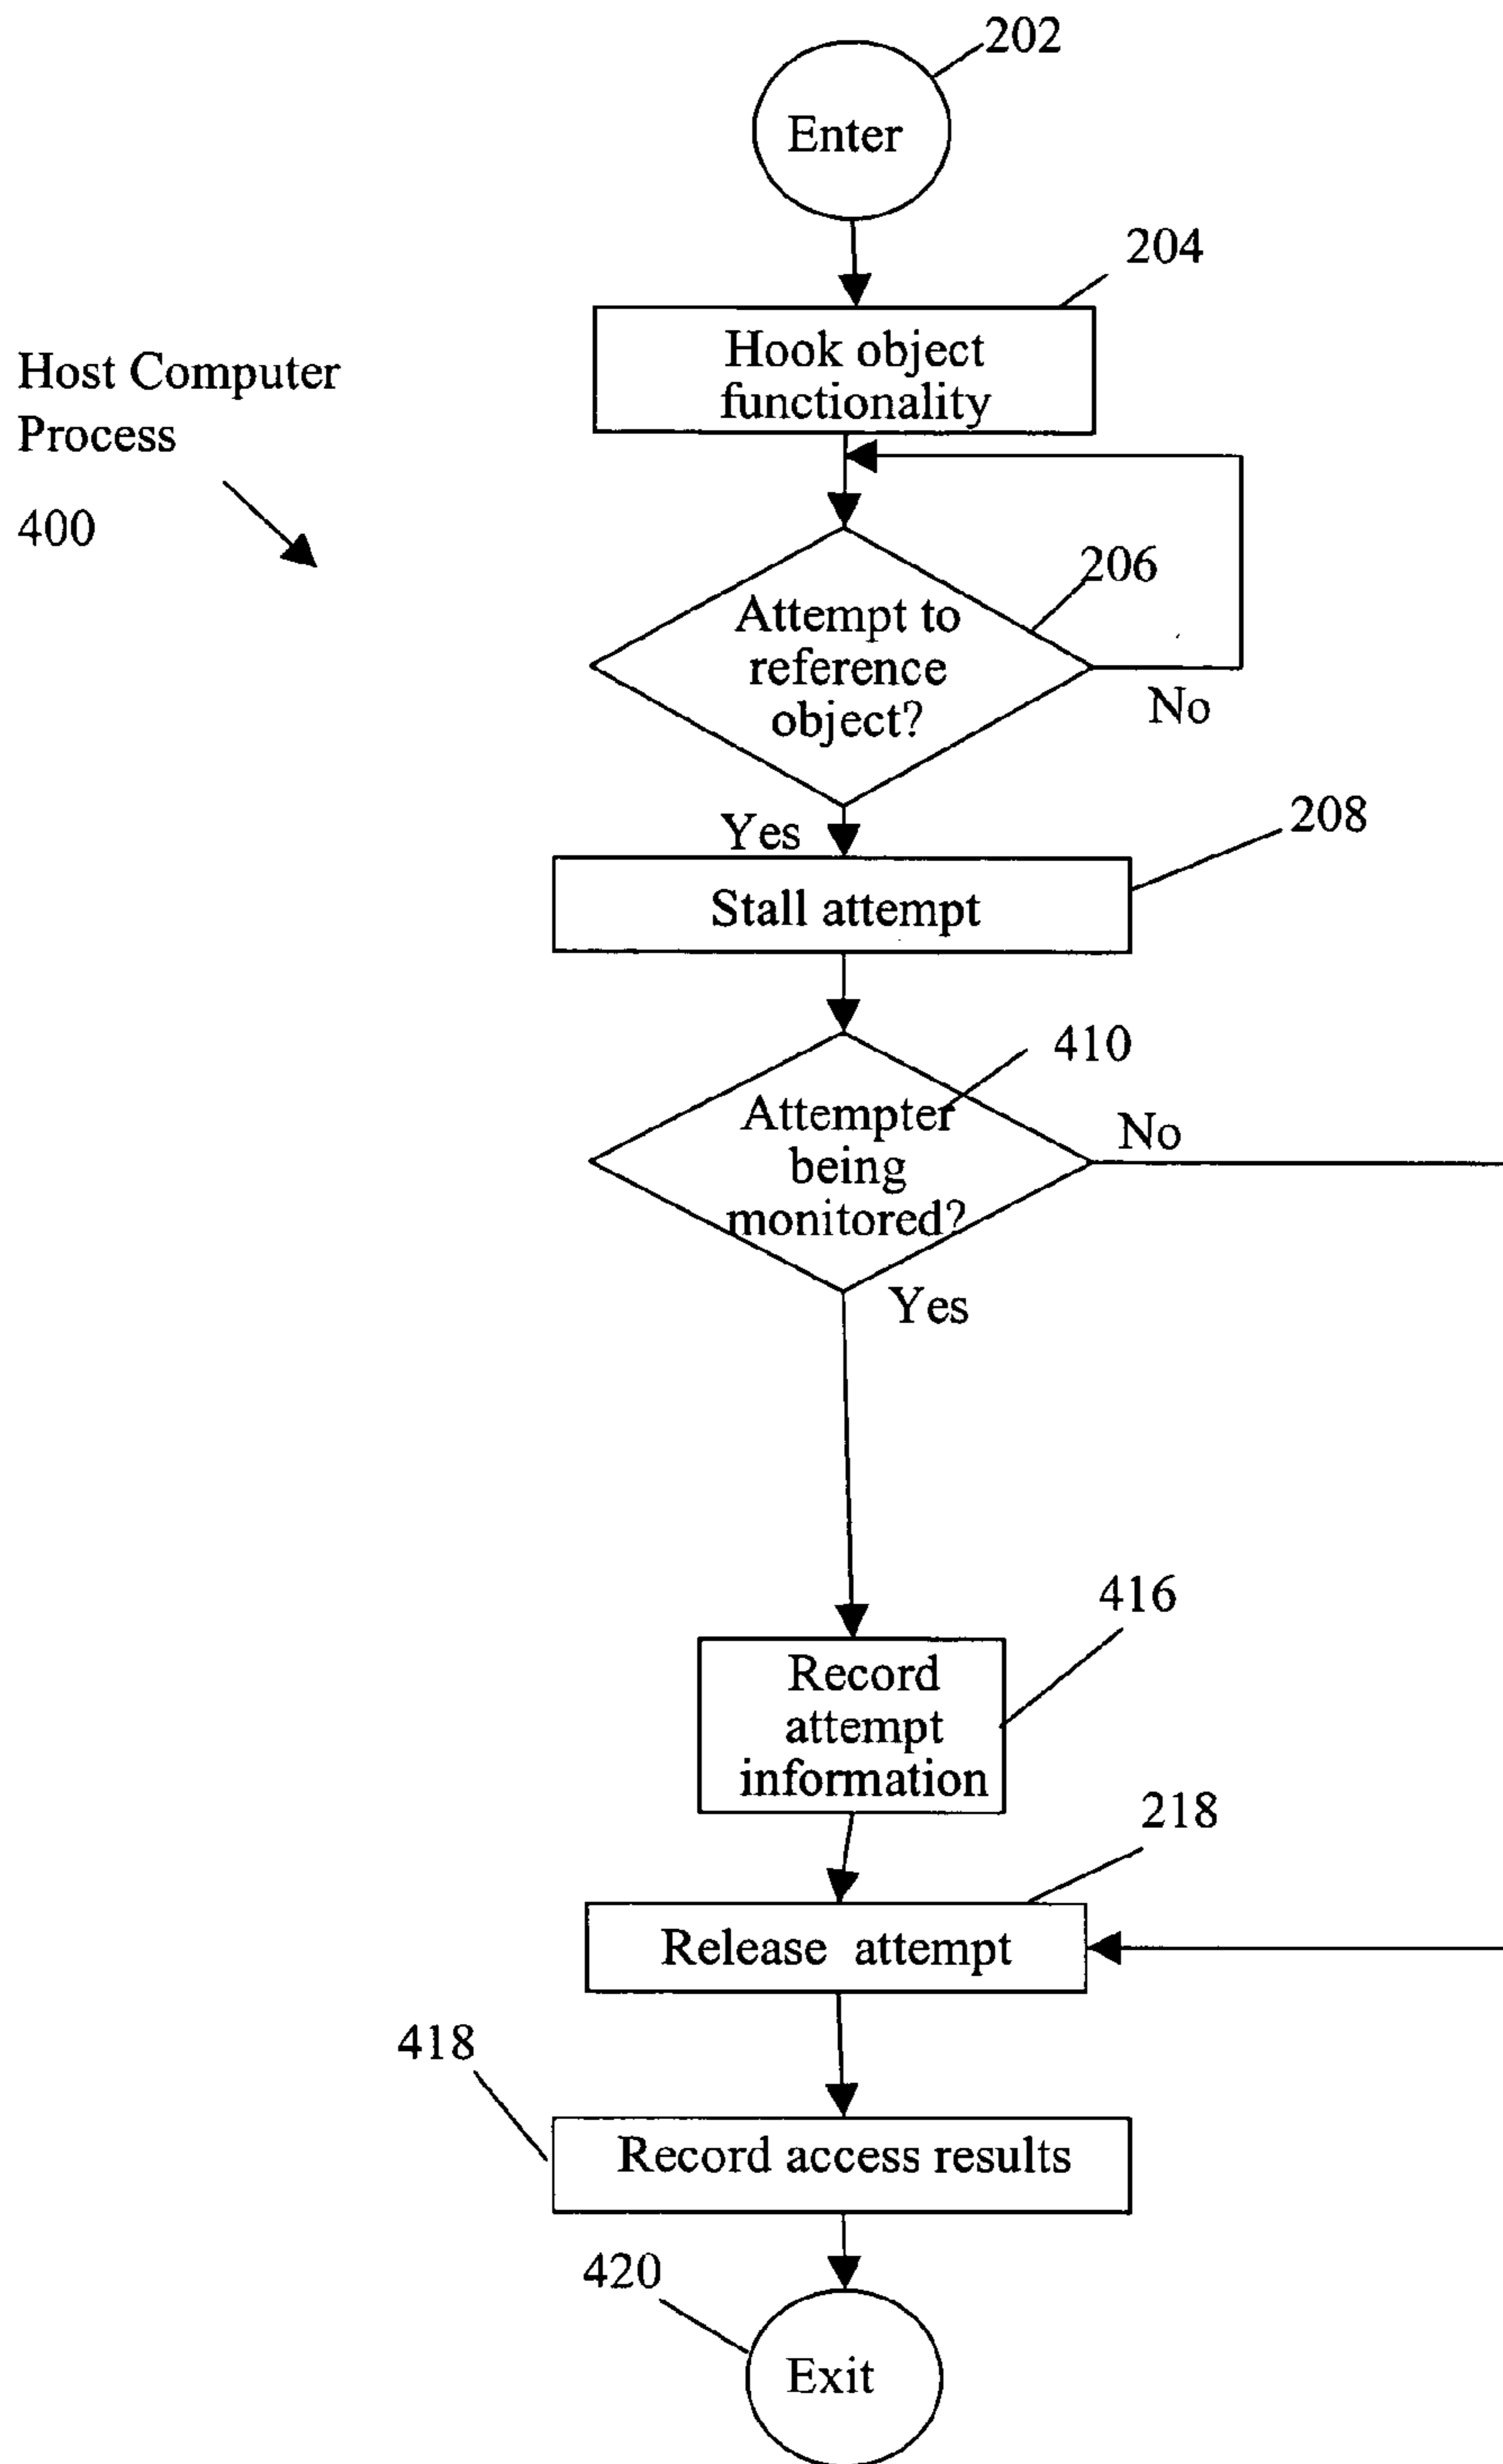 202
Enter
204
Hook object
functionality
Host Computer
Process
400
206
Attempt to
reference
object?
No
Yes
208
Stall attempt
410
Attempter
being
monitored?
No
Yes
416
Record
attempt
information
218
Release attempt
418
Record access results
420
Exit